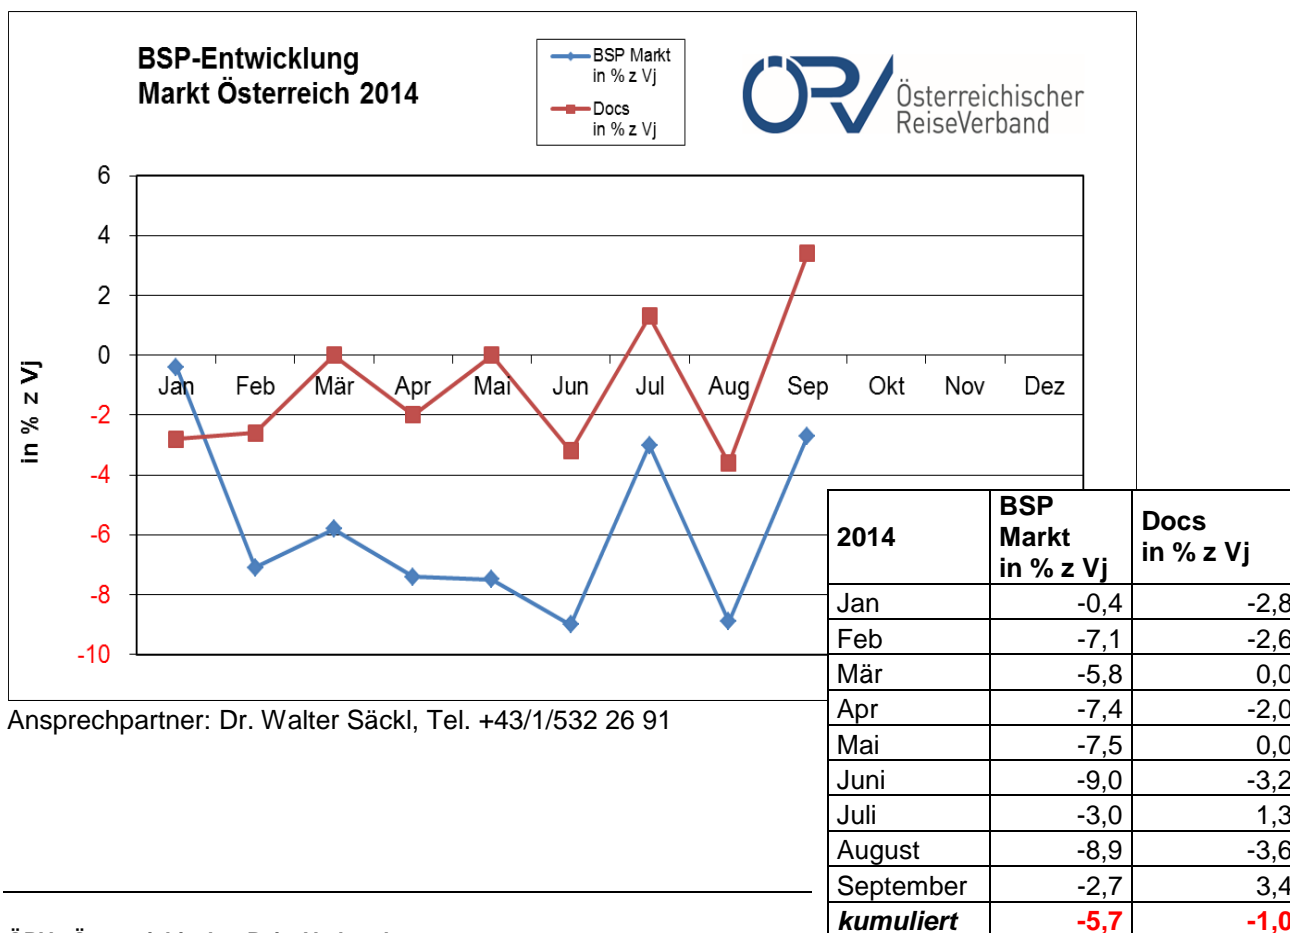 BSP-Entwicklung
Markt Österreich 2014
BSP Markt
in % z Vj
Docs
in % z Vj
ÖRV Österreichischer
ReiseVerband
6
4
2
0
-2
-4
-6
-8
-10
in % z Vj
Jan Feb Mär Apr Mai Jun Jul Aug Sep Okt Nov Dez
2014 BSP Markt in % z Vj Docs in % z Vj
Jan -0,4 -2,8
Feb -7,1 -2,6
Mär -5,8 0,0
Apr -7,4 -2,0
Mai -7,5 0,0
Juni -9,0 -3,2
Juli -3,0 1,3
August -8,9 -3,6
September -2,7 3,4
kumuliert -5,7 -1,0
Ansprechpartner: Dr. Walter Säckl, Tel. +43/1/532 26 91